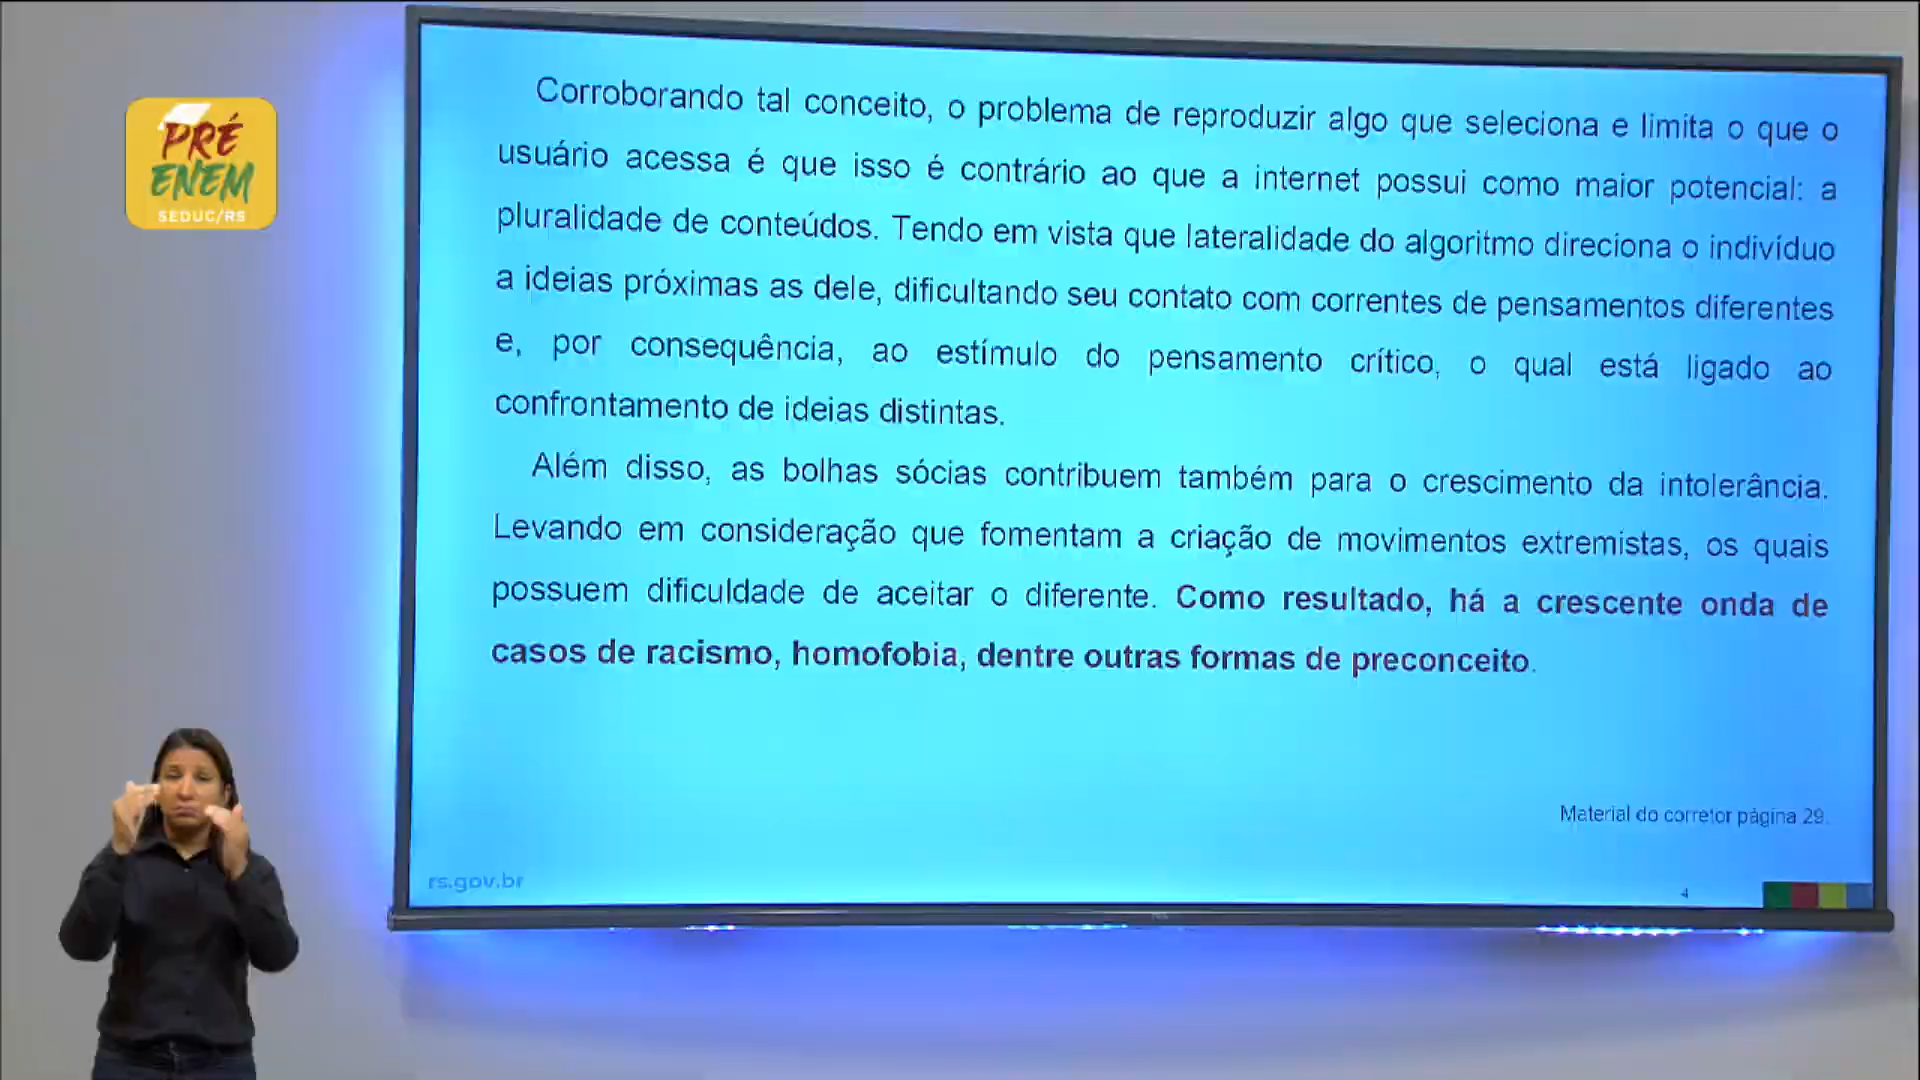 PRÉ
ENEM
SEDUC/RS
Corroborando tal conceito, o problema de reproduzir algo que seleciona e limita o que o
usuário acessa é que isso é contrário ao que a internet possui como maior potencial: a
pluralidade de conteúdos. Tendo em vista que lateralidade do algoritmo direciona o indivíduo
a ideias próximas as dele, dificultando seu contato com correntes de pensamentos diferentes
e, por consequência, ao estímulo do pensamento crítico, o qual está ligado ao
confrontamento de ideias distintas.
Além disso, as bolhas sócias contribuem também para o crescimento da intolerância.
Levando em consideração que fomentam a criação de movimentos extremistas, os quais
possuem dificuldade de aceitar o diferente. Como resultado, há a crescente onda de
casos de racismo, homofobia, dentre outras formas de preconceito.
Material do corretor página 29.
rs.gov.br
4